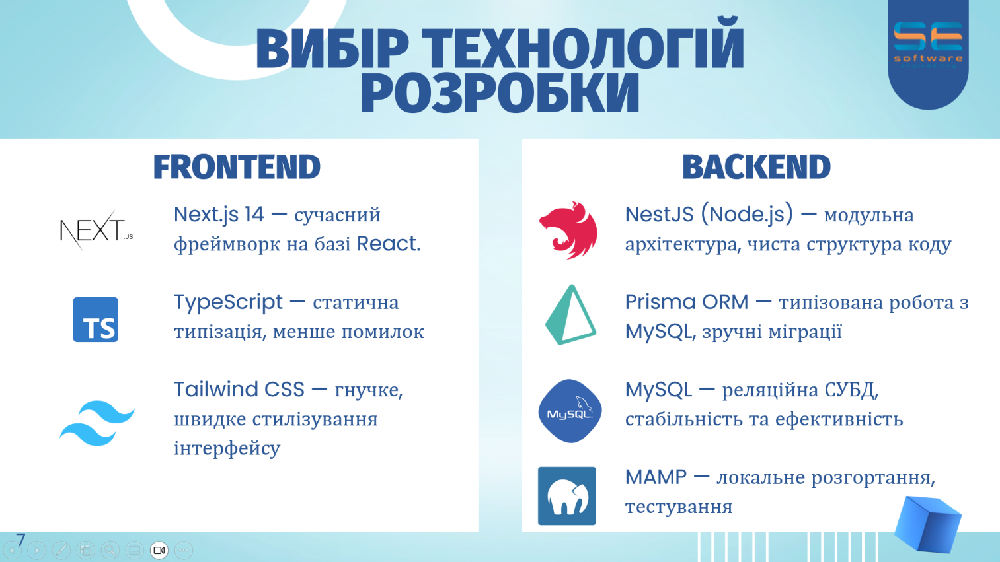 ВИБІР ТЕХНОЛОГІЙ
РОЗРОБКИ
SE
software
engineering
FRONTEND
NEXT.JS
Next.js 14 — сучасний
фреймворк на базі React.
TS
TypeScript — статична
типізація, менше помилок
Tailwind CSS — гнучке,
швидке стилізування
інтерфейсу
BACKEND
NestJS (Node.js) — модульна
архітектура, чиста структура коду
Prisma ORM — типізована робота з
MySQL, зручні міграції
MySQL
MySQL — реляційна СУБД,
стабільність та ефективність
MAMP — локальне розгортання,
тестування
7